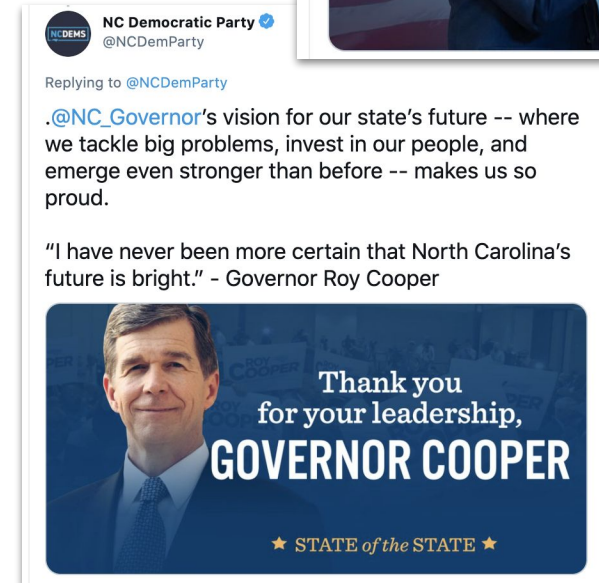 NCDEMS
NC Democratic Party
@NCDemParty
Replying to @NCDemParty
.@NC_Governor’s vision for our state’s future -- where
we tackle big problems, invest in our people, and
emerge even stronger than before -- makes us so
proud.
“I have never been more certain that North Carolina’s
future is bright.” - Governor Roy Cooper
ROY
COOPER
Thank you
for your leadership,
GOVERNOR COOPER
STATE of the STATE